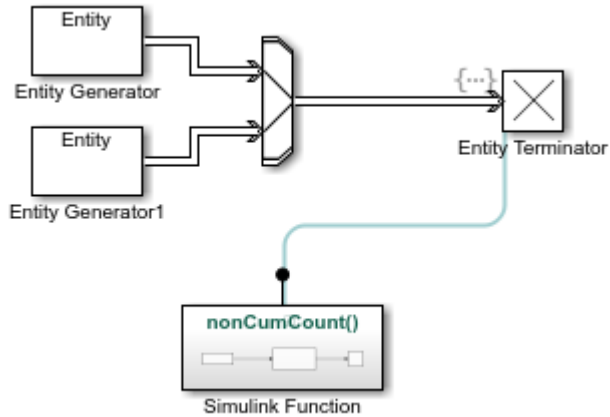 Entity
Entity Generator
Entity
Entity Generator1
{...}
Entity Terminator
nonCumCount()
Simulink Function